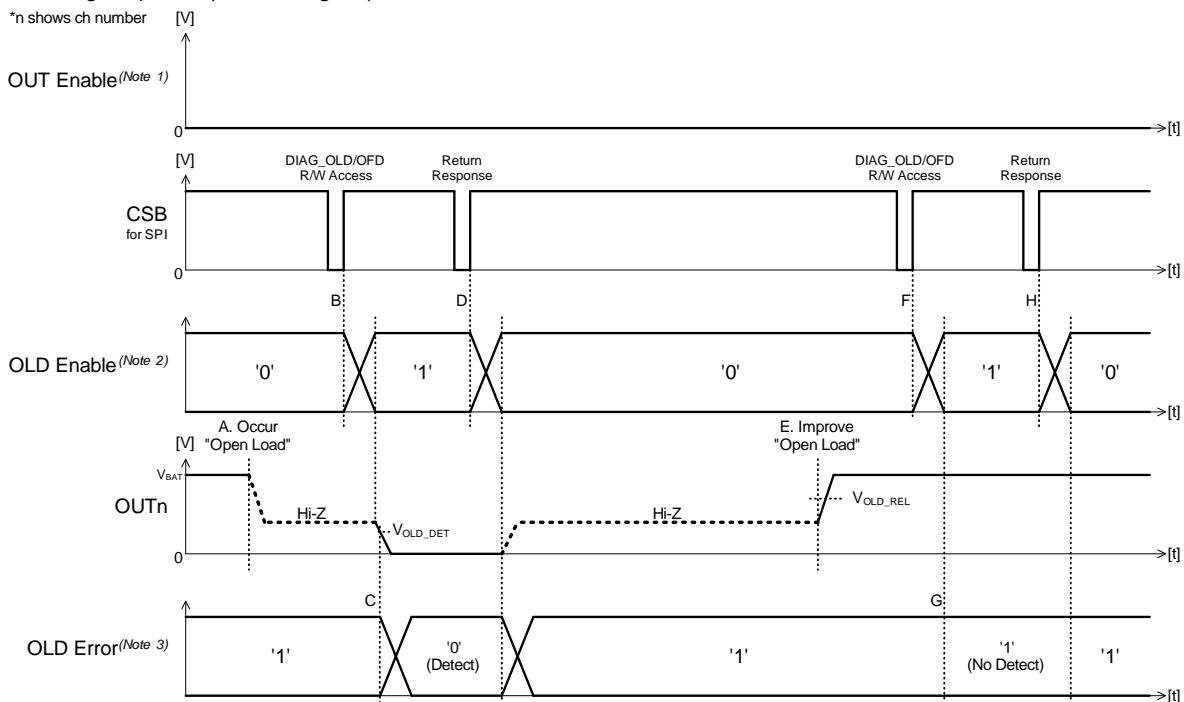 *n shows ch number
[V]
OUT Enable(Note 1)
0
[t]
[V]
DIAG_OLD/OFD
R/W Access
Return
Response
DIAG_OLD/OFD
R/W Access
Return
Response
CSB
for SPI
0
[t]
B
D
F
H
OLD Enable(Note 2)
'0'
'1'
'0'
'1'
'0'
A. Occur
"Open Load"
E. Improve
"Open Load"
[V]
VBAT
OUTn
Hi-Z
VOLD_DET
Hi-Z
VOLD_REL
0
[t]
C
G
OLD Error(Note 3)
'1'
'0'
(Detect)
'1'
'1'
(No Detect)
'1'
[t]